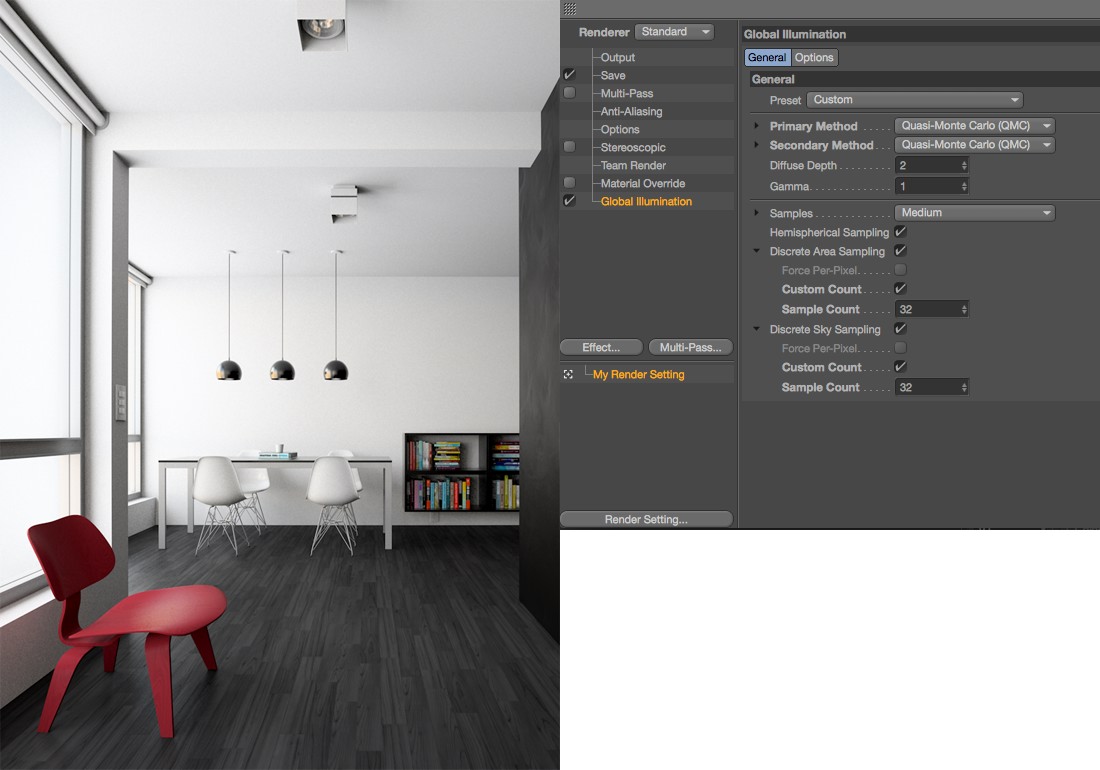 Renderer Standard
Output
Save
Multi-Pass
Anti-Aliasing
Options
Stereoscopic
Team Render
Material Override
Global Illumination
Effect... Multi-Pass...
My Render Setting
Render Setting...
Global Illumination
General Options
General
Preset Custom
Primary Method . . . . . Quasi-Monte Carlo (QMC)
Secondary Method . . . Quasi-Monte Carlo (QMC)
Diffuse Depth . . . . . . 2
Gamma. . . . . . . . . . . . 1
Samples . . . . . . . . . . . Medium
Hemispherical Sampling
Discrete Area Sampling
Force Per-Pixel. . . . . .
Custom Count . . . .
Sample Count . . . . 32
Discrete Sky Sampling
Force Per-Pixel. . . . . .
Custom Count . . . .
Sample Count . . . . 32